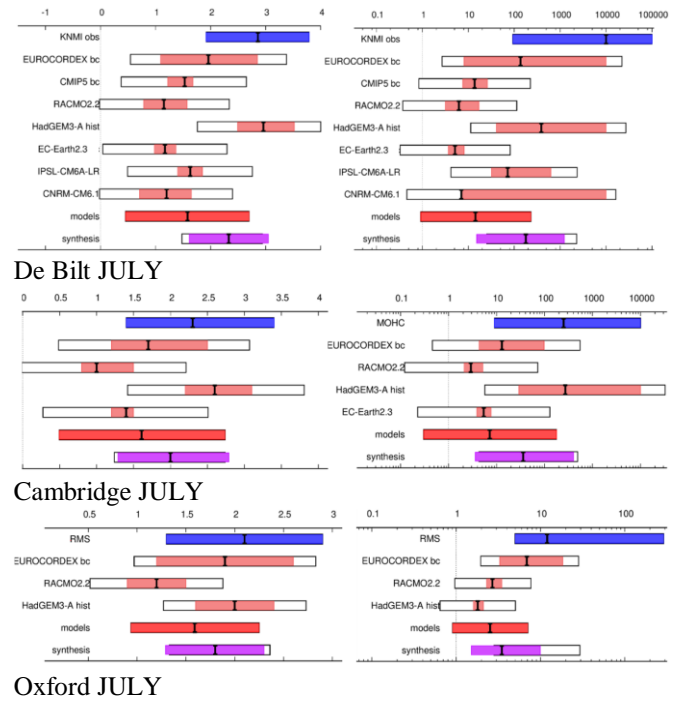 -1 0 1 2 3 4
0.1 1 10 100 1000 10000 100000
KNMI obs
KNMI obs
EUROCORDEX bc
EUROCORDEX bc
CMIP5 bc
CMIP5 bc
RACMO2.2
RACMO2.2
HadGEM3-A hist
HadGEM3-A hist
EC-Earth2.3
EC-Earth2.3
IPSL-CM6A-LR
IPSL-CM6A-LR
CNRM-CM6.1
CNRM-CM6.1
models
models
synthesis
synthesis
De Bilt JULY
0 0.5 1 1.5 2 2.5 3 3.5 4
0.1 1 10 100 1000 10000
MOHC
EUROCORDEX bc
RACMO2.2
HadGEM3-A hist
EC-Earth2.3
models
synthesis
Cambridge JULY
0.5 1 1.5 2 2.5 3
0.1 1 10 100
RMS
RMS
EUROCORDEX bc
EUROCORDEX bc
RACMO2.2
RACMO2.2
HadGEM3-A hist
HadGEM3-A hist
models
models
synthesis
synthesis
Oxford JULY